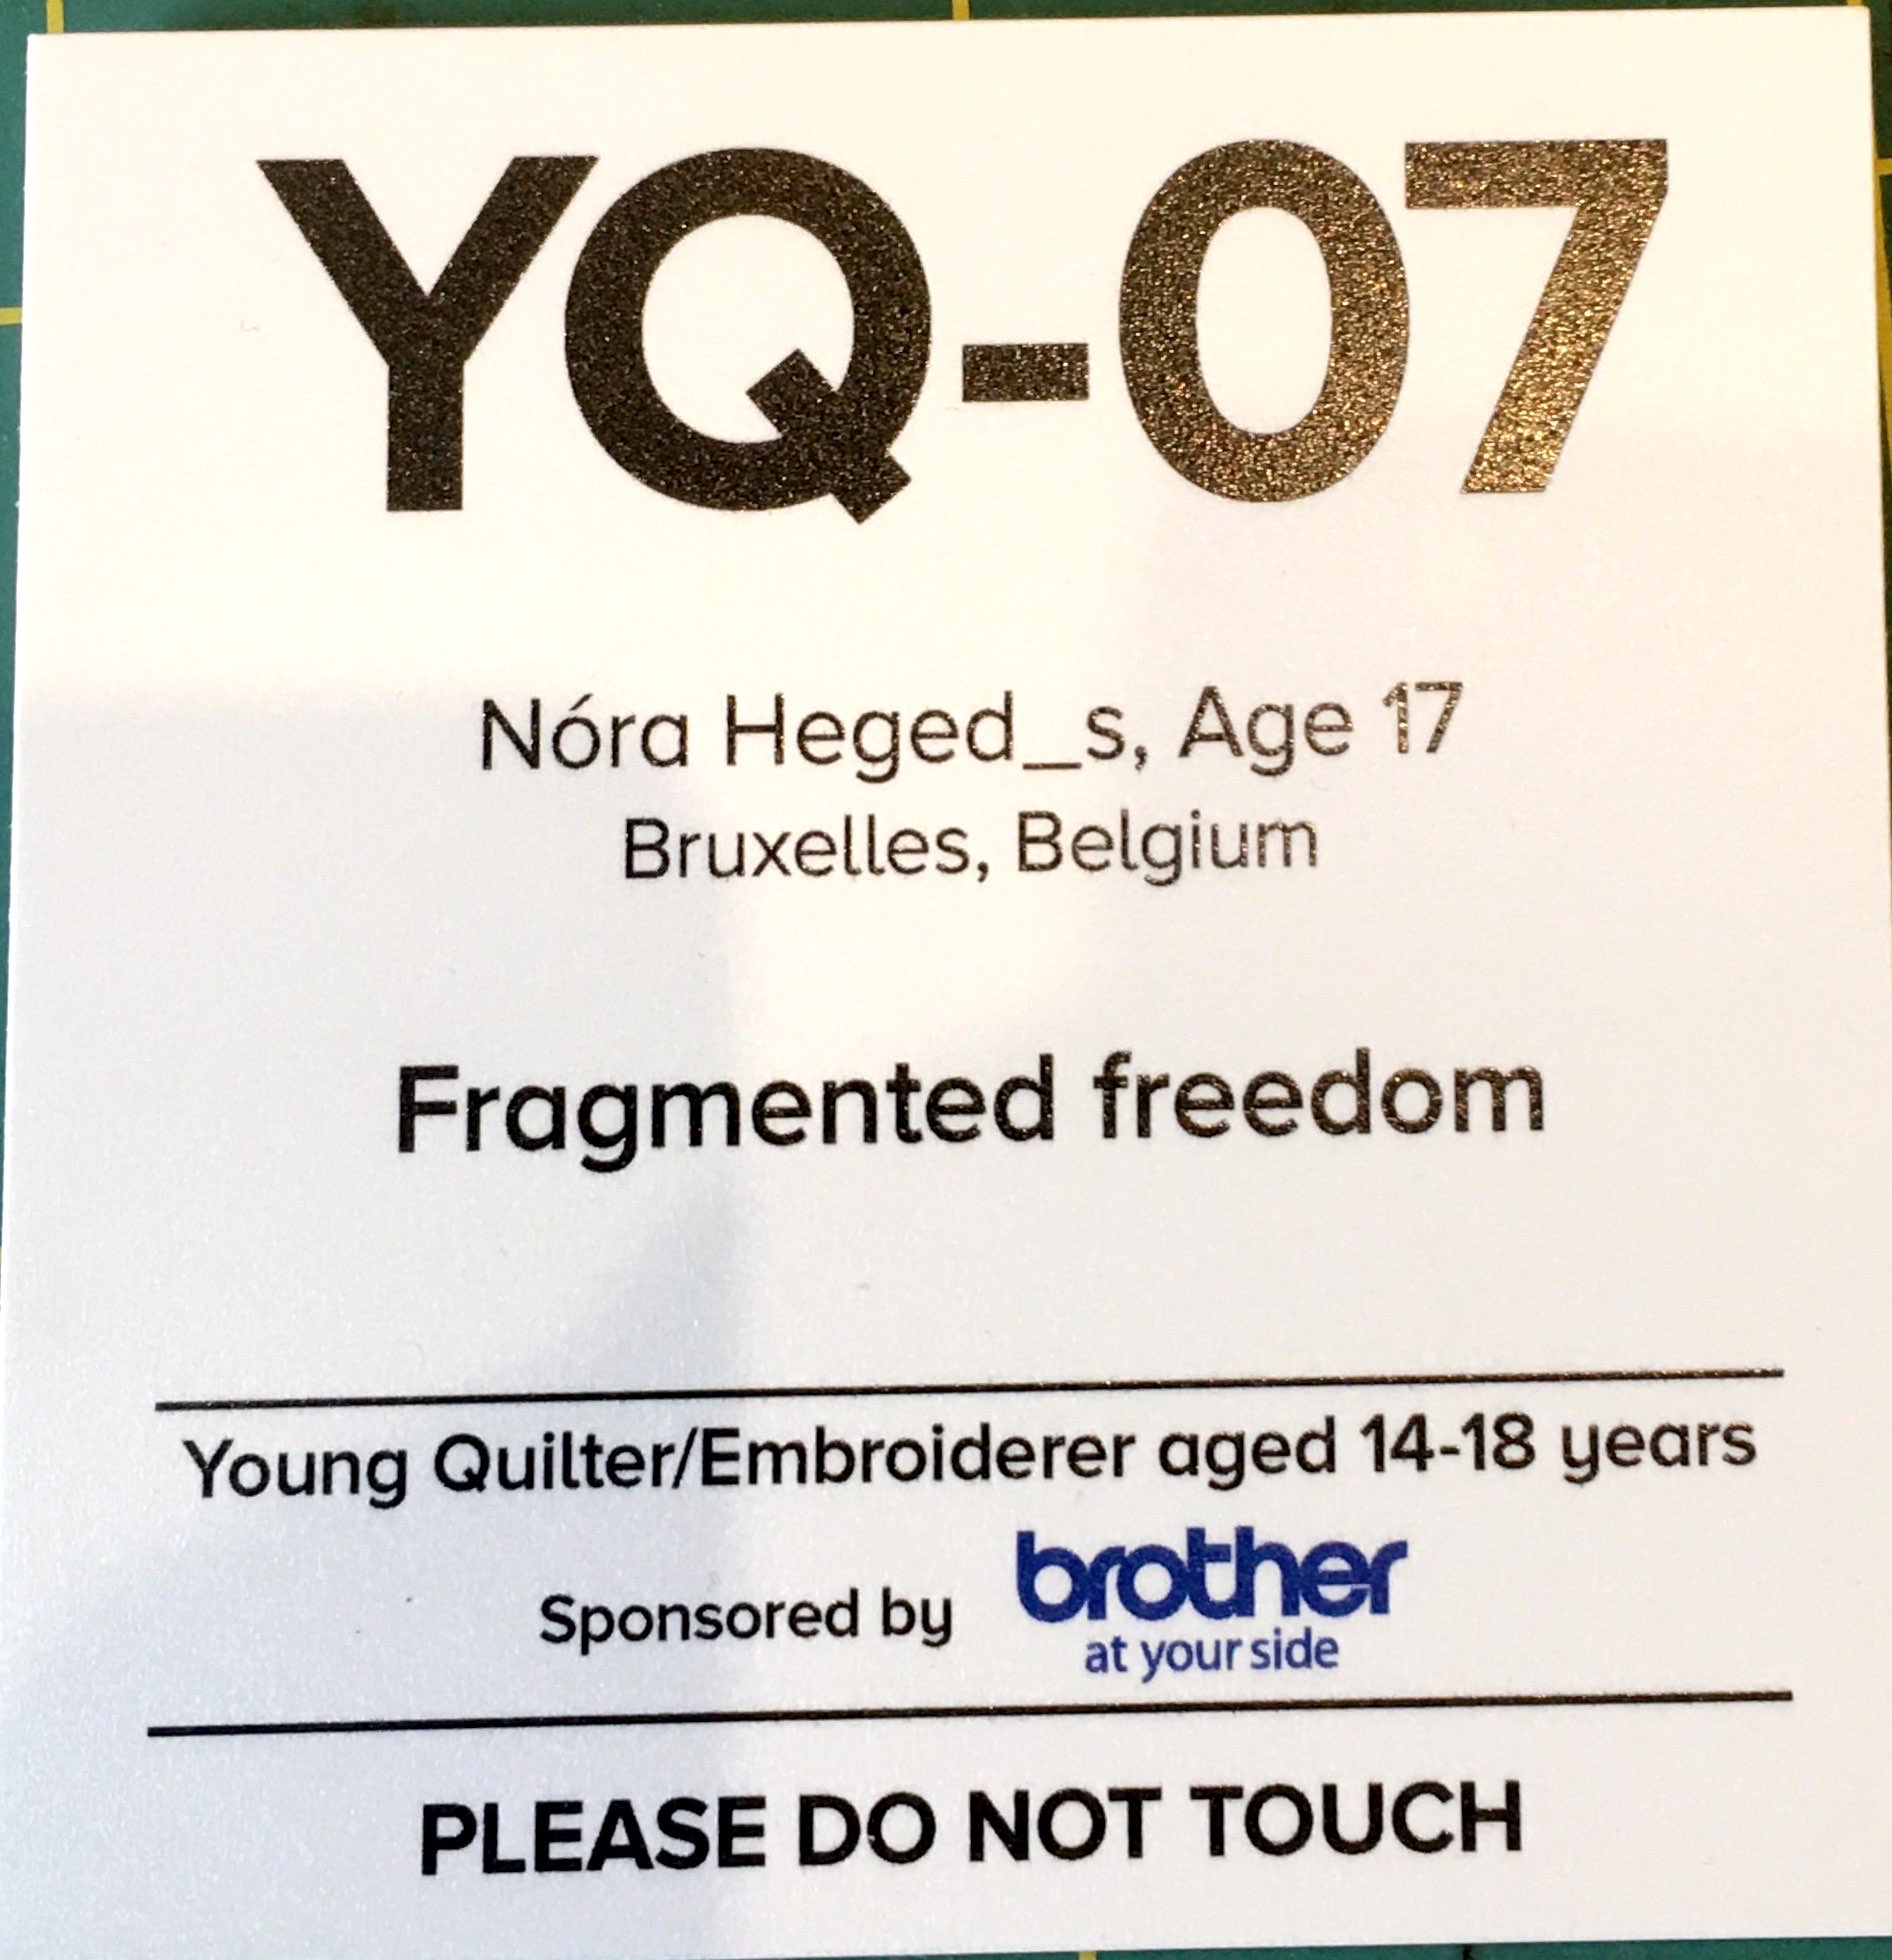 YQ-07
Nóra Heged_s, Age 17
Bruxelles, Belgium
Fragmented freedom
Young Quilter/Embroiderer aged 14-18 years
Sponsored by brother
at your side
PLEASE DO NOT TOUCH